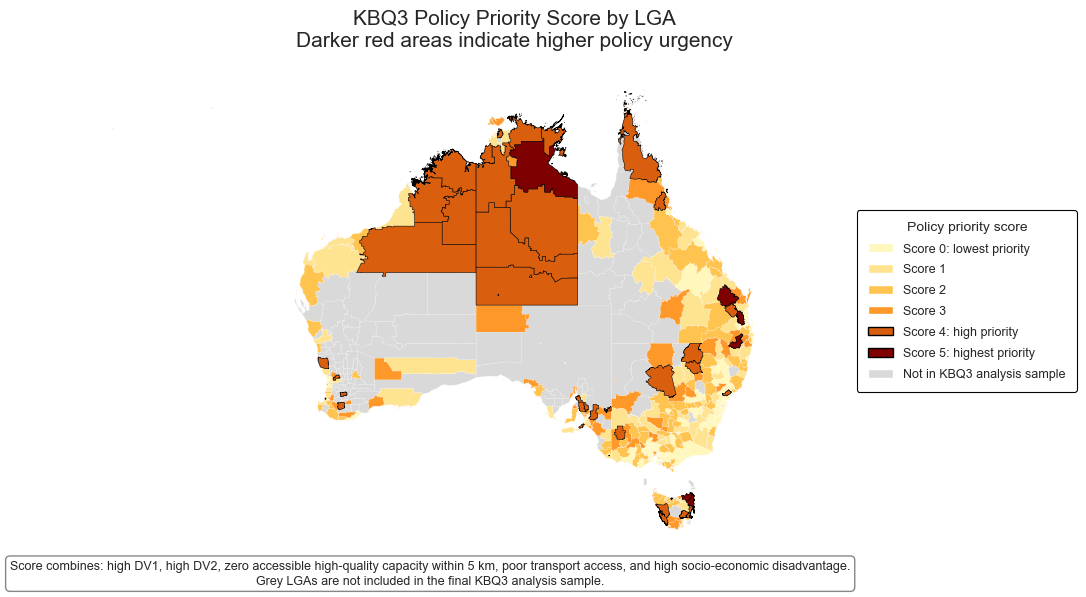 KBQ3 Policy Priority Score by LGA
Darker red areas indicate higher policy urgency
Policy priority score
Score 0: lowest priority
Score 1
Score 2
Score 3
Score 4: high priority
Score 5: highest priority
Not in KBQ3 analysis sample
Score combines: high DV1, high DV2, zero accessible high-quality capacity within 5 km, poor transport access, and high socio-economic disadvantage.
Grey LGAs are not included in the final KBQ3 analysis sample.